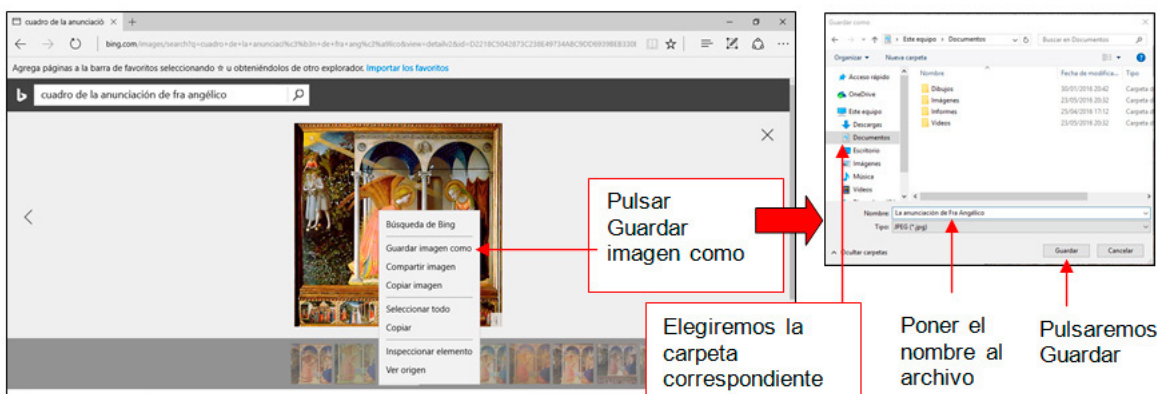 cuadro de la anunciació
bing.com/images/search?q=cuadro+de+la+anunciaci%c3%b3n+de+fra+ang%c3%a9lico&view=detailv2&id=D2218C5042873C238E49734ABC9DD6939BEB330
Agrega páginas a la barra de favoritos seleccionando ☆ u obteniéndolos de otro explorador. Importar los favoritos
cuadro de la anunciación de fra angélico
Búsqueda de Bing
Guardar imagen como
Compartir imagen
Copiar imagen
Seleccionar todo
Copiar
Inspeccionar elemento
Ver origen
Pulsar
Guardar
imagen como
Guardar como
Este equipo > Documentos
Buscar en Documentos
Organizar
Nueva carpeta
Nombre
Fecha de modifica...
Tipo
Acceso rápido
OneDrive
Este equipo
Descargas
Documentos
Escritorio
Imágenes
Música
Videos
Dibujos 30/01/2016 20:42 Carpeta d
Imágenes 23/05/2016 20:32 Carpeta d
Informes 25/04/2016 17:12 Carpeta d
Videos 23/05/2016 20:32 Carpeta d
Nombre: La anunciación de Fra Angélico
Tipo: JPEG (*.jpg)
Ocultar carpetas
Guardar
Cancelar
Elegiremos la
carpeta
correspondiente
Poner el
nombre al
archivo
Pulsaremos
Guardar